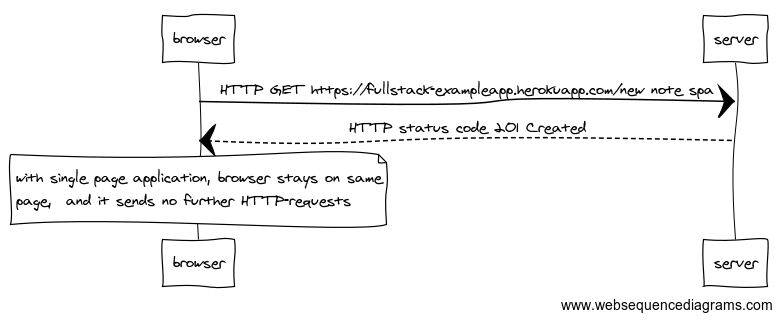 browser
server
HTTP GET https://fullstack-exampleapp.herokuapp.com/new note spa
HTTP status code 201 Created
with single page application, browser stays on same
page, and it sends no further HTTP-requests
browser
server
www.websequencediagrams.com